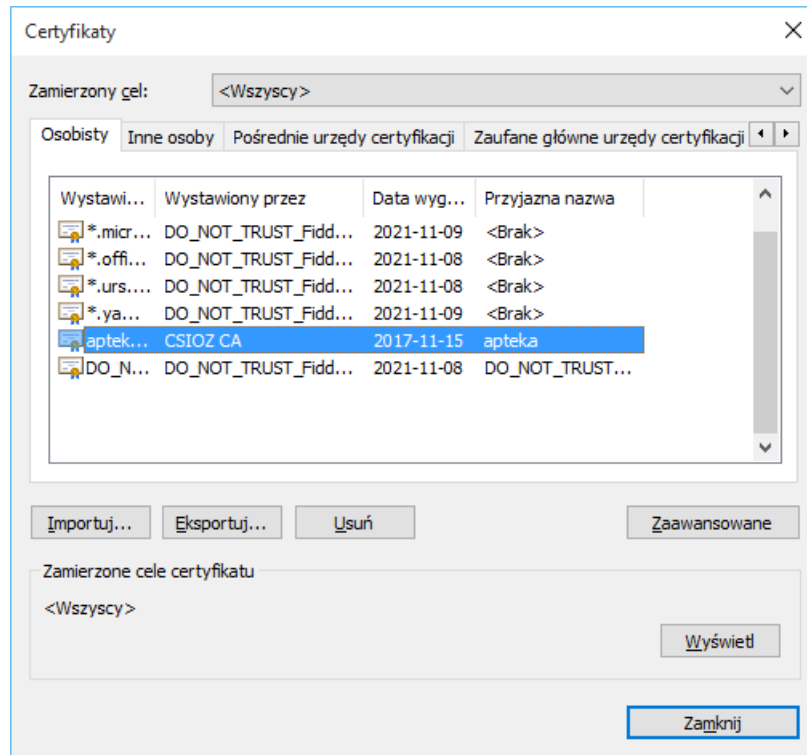 Certyfikaty
Zamierzony cel: <Wszyscy>
Osobisty Inne osoby Pośrednie urzędy certyfikacji Zaufane główne urzędy certyfikacji
Wystawi... Wystawiony przez Data wyg... Przyjazna nazwa
*.micr... DO_NOT_TRUST_Fidd... 2021-11-09 <Brak>
*.offi... DO_NOT_TRUST_Fidd... 2021-11-08 <Brak>
*.urs.... DO_NOT_TRUST_Fidd... 2021-11-08 <Brak>
*.ya... DO_NOT_TRUST_Fidd... 2021-11-09 <Brak>
aptek... CSIOZ CA 2017-11-15 apteka
DO_N... DO_NOT_TRUST_Fidd... 2021-11-08 DO_NOT_TRUST...
Importuj... Eksportuj... Usuń Zaawansowane
Zamierzone cele certyfikatu
<Wszyscy>
Wyświetl
Zamknij